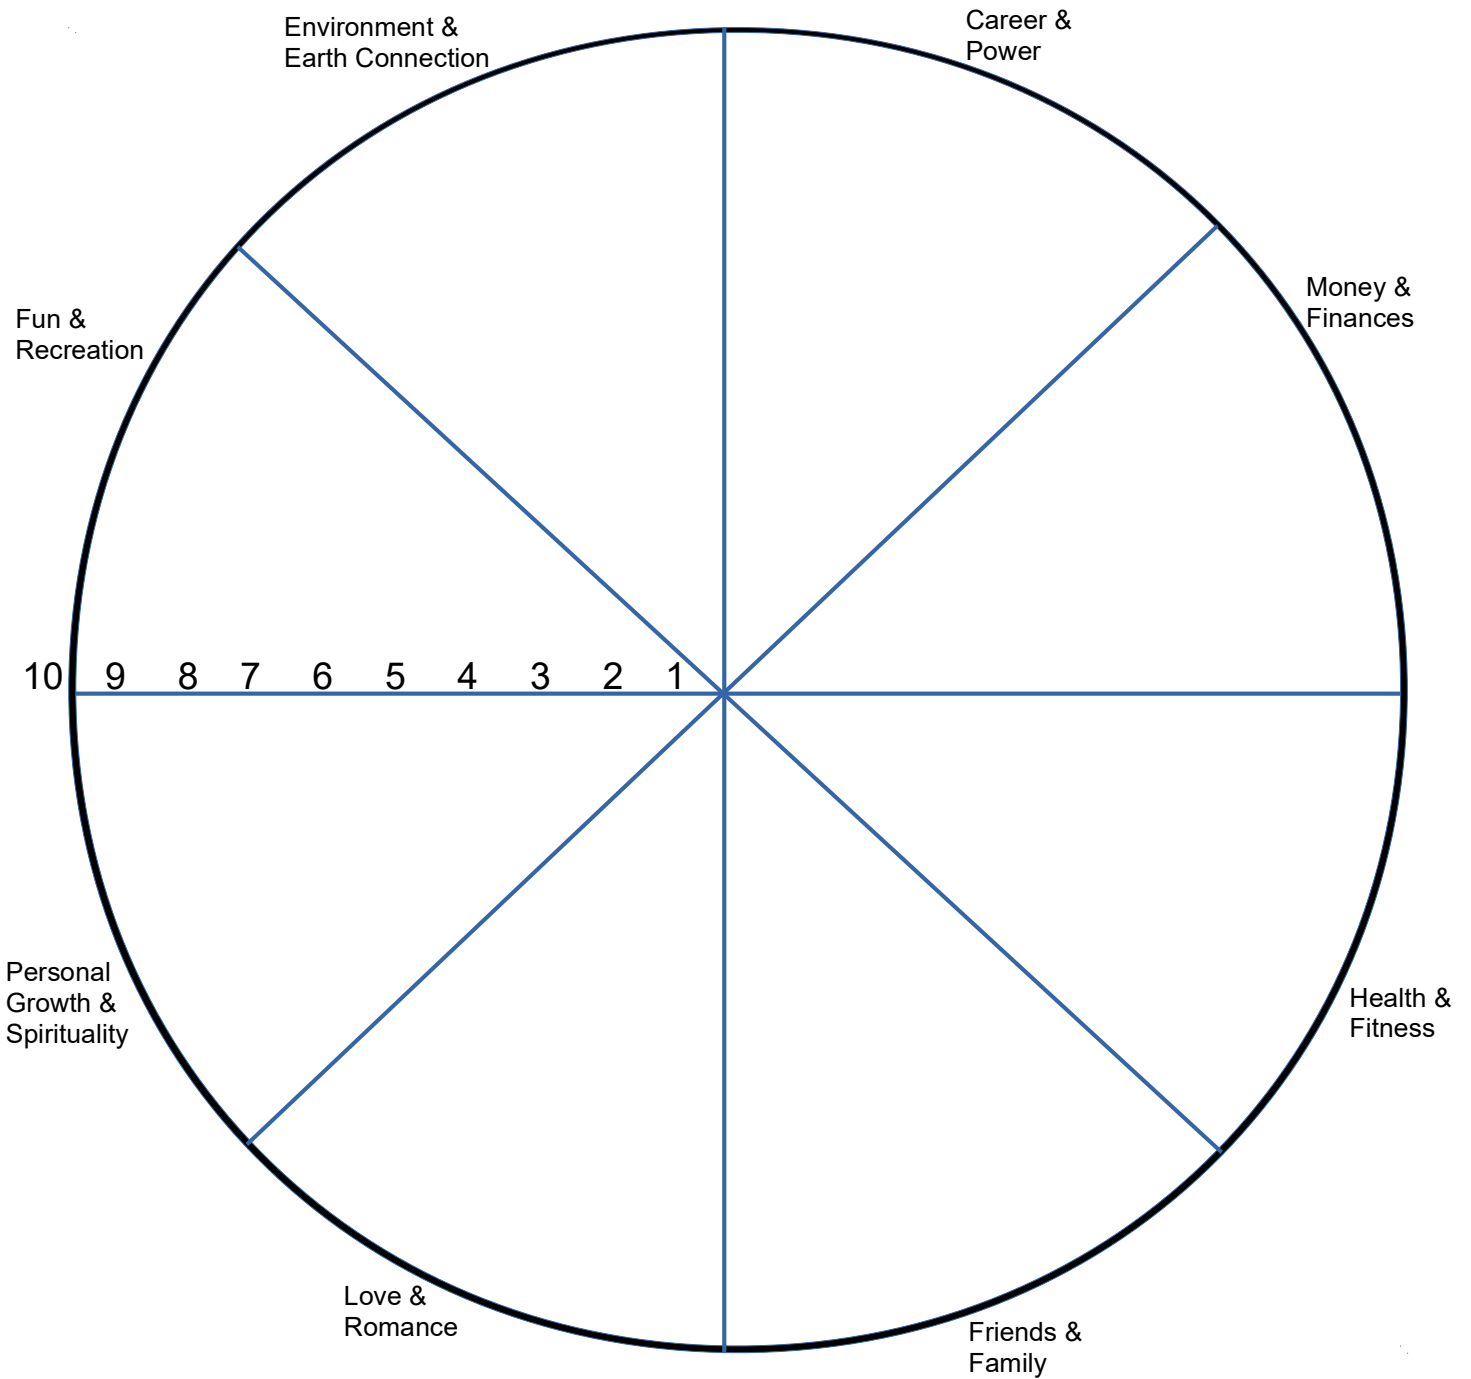 Environment &
Earth Connection
Career &
Power
Money &
Finances
Fun &
Recreation
10 9 8 7 6 5 4 3 2 1
Personal
Growth &
Spirituality
Health &
Fitness
Love &
Romance
Friends &
Family